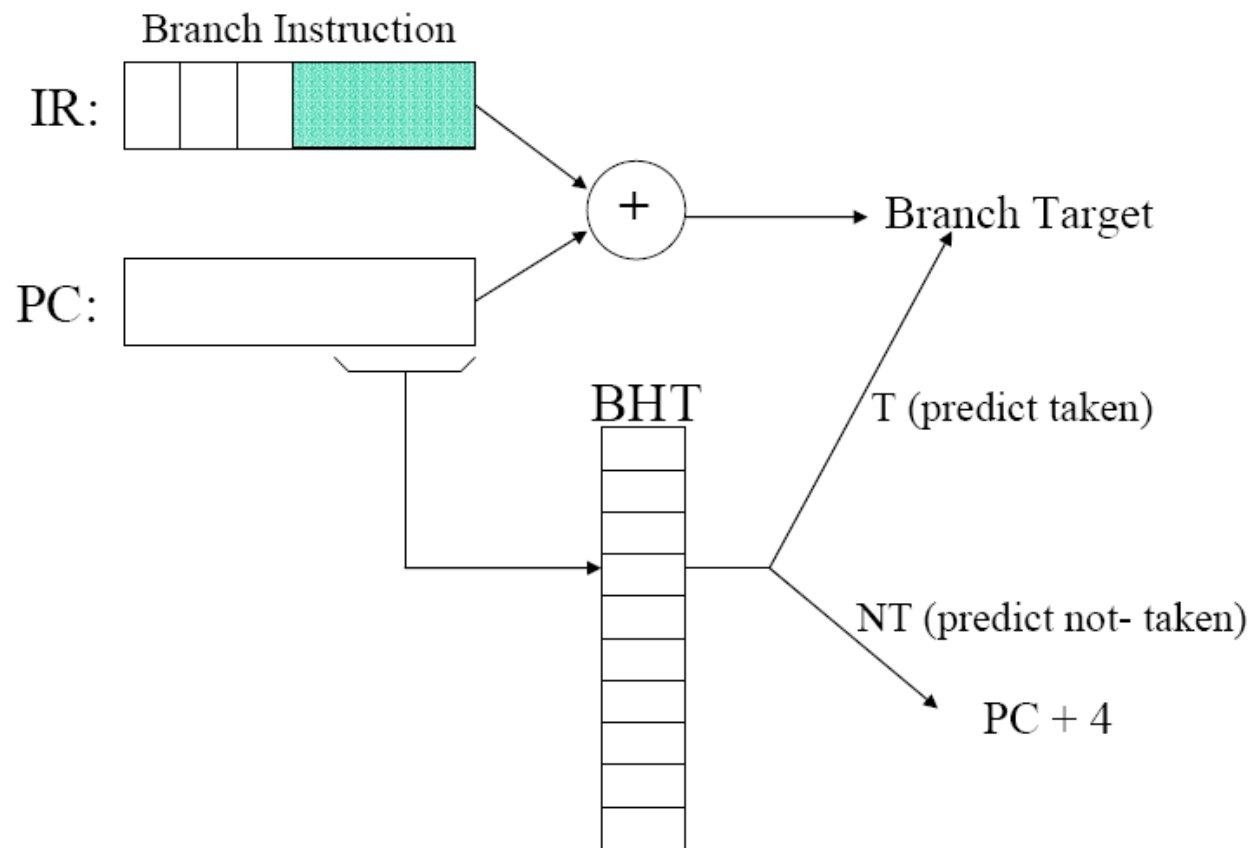 Branch Instruction
IR:
+
Branch Target
PC:
BHT
T (predict taken)
NT (predict not- taken)
PC + 4